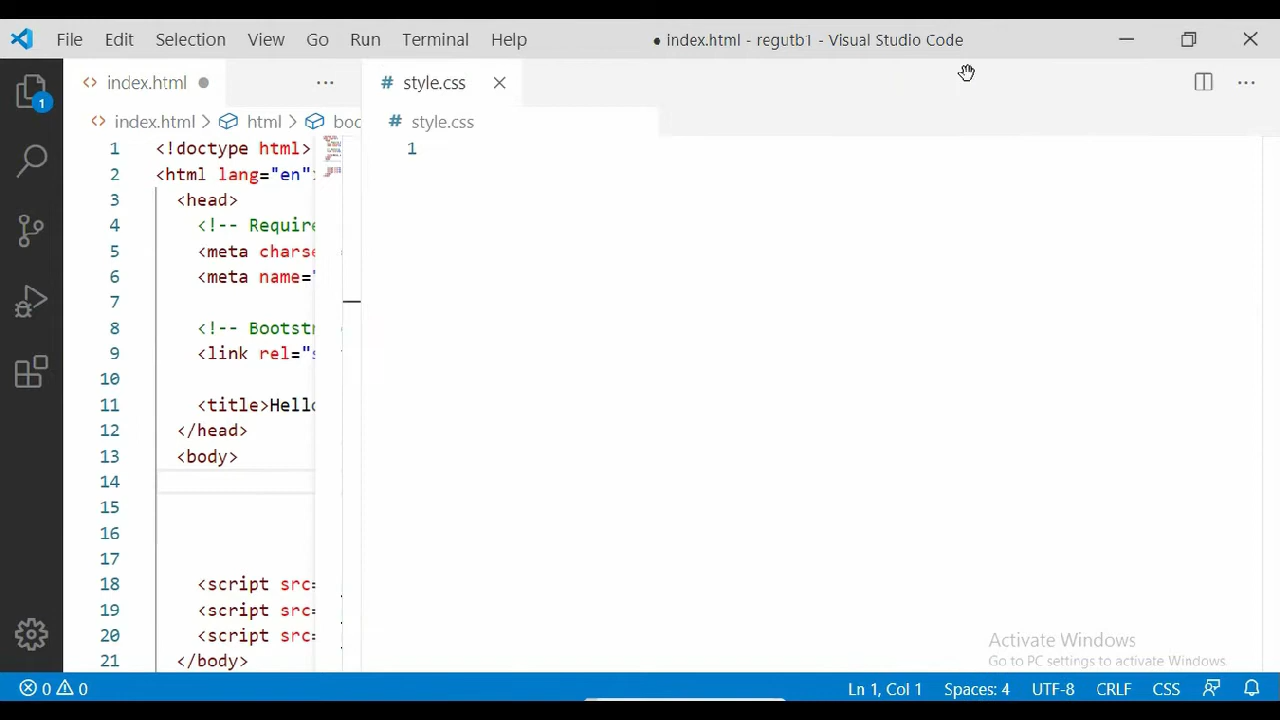 File Edit Selection View Go Run Terminal Help ● index.html - regutb1 - Visual Studio Code
<> index.html ● ...
# style.css
<> index.html > html >
# style.css
1 <!doctype html>
2 <html lang="en">
3 <head>
4 <!-- Require
5 <meta charse
6 <meta name="
7
8 <!-- Bootstr
9 <link rel="s
10
11 <title>Hello
12 </head>
13 <body>
14
15
16
17
18 <script src=
19 <script src=
20 <script src=
21 </body>
1
1
Activate Windows
Go to PC settings to activate Windows.
0 0
Ln 1, Col 1 Spaces: 4 UTF-8 CRLF CSS